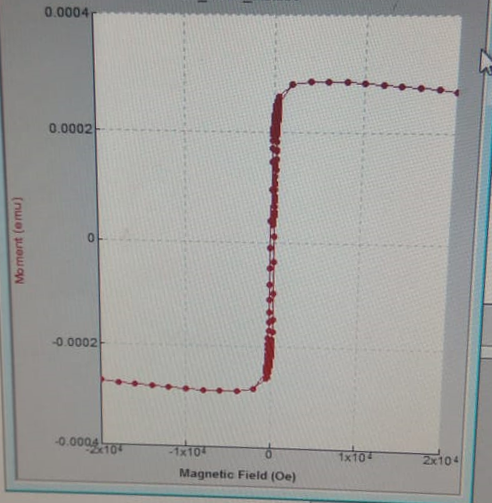 0.0004
0.0002
0
-0.0002
-0.0004
Moment (emu)
-2x10⁴
-1x10⁴
0
1x10⁴
2x10⁴
Magnetic Field (Oe)